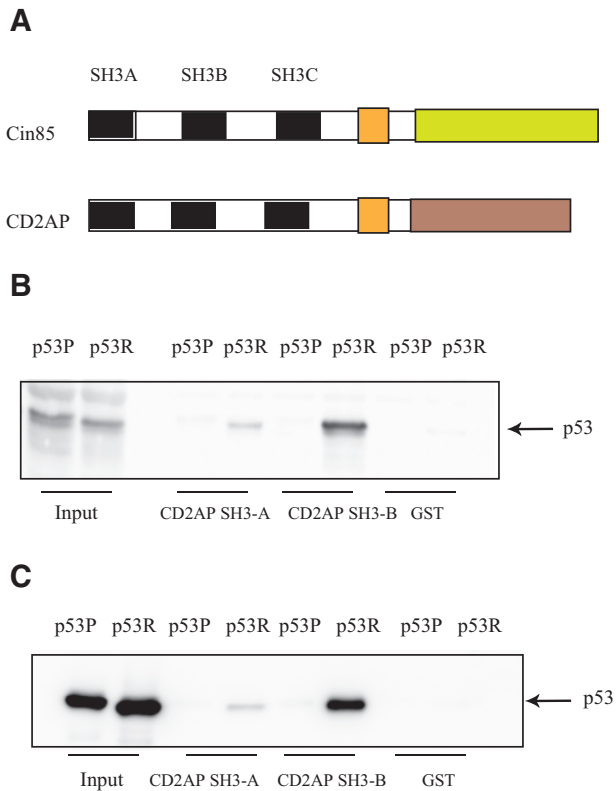 A
SH3A SH3B SH3C
Cin85
CD2AP
B
p53P p53R p53P p53R p53P p53R p53P p53R
p53
Input CD2AP SH3-A CD2AP SH3-B GST
C
p53P p53R p53P p53R p53P p53R p53P p53R
p53
Input CD2AP SH3-A CD2AP SH3-B GST